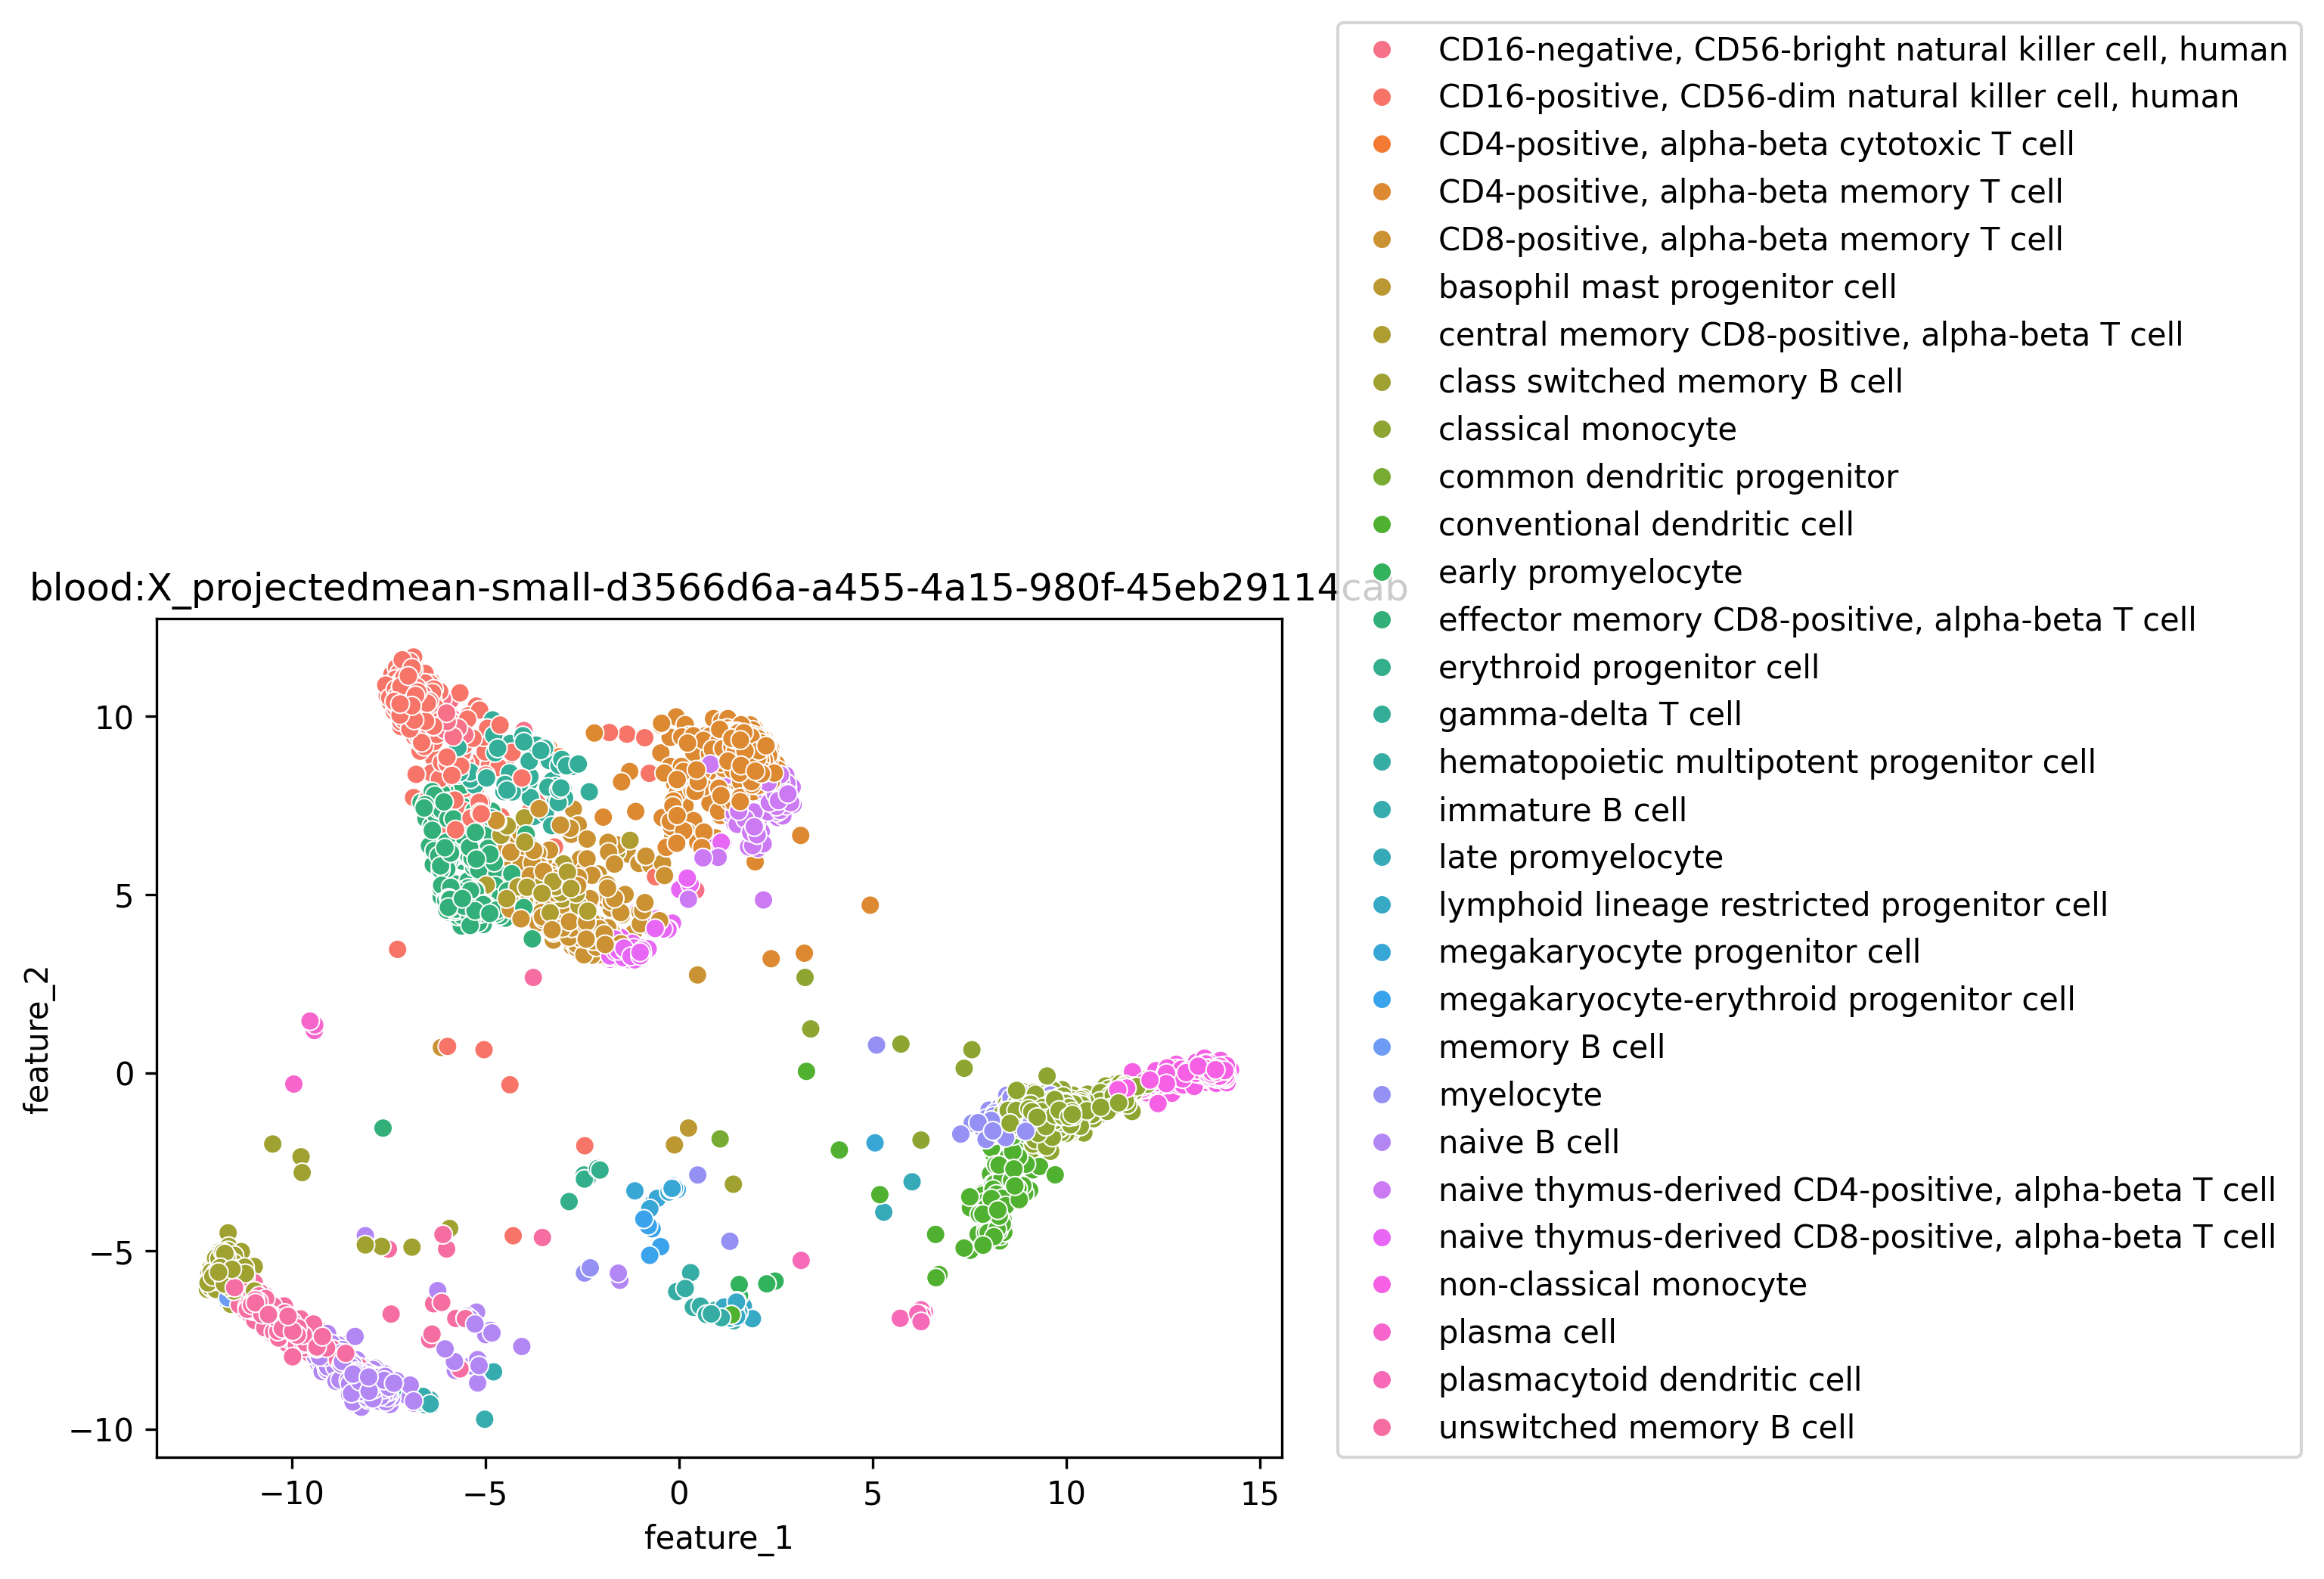 blood:X_projectedmean-small-d3566d6a-a455-4a15-980f-45eb29114cab
feature_2
10
5
0
−5
−10
−10
−5
0
5
10
15
feature_1
CD16-negative, CD56-bright natural killer cell, human
CD16-positive, CD56-dim natural killer cell, human
CD4-positive, alpha-beta cytotoxic T cell
CD4-positive, alpha-beta memory T cell
CD8-positive, alpha-beta memory T cell
basophil mast progenitor cell
central memory CD8-positive, alpha-beta T cell
class switched memory B cell
classical monocyte
common dendritic progenitor
conventional dendritic cell
early promyelocyte
effector memory CD8-positive, alpha-beta T cell
erythroid progenitor cell
gamma-delta T cell
hematopoietic multipotent progenitor cell
immature B cell
late promyelocyte
lymphoid lineage restricted progenitor cell
megakaryocyte progenitor cell
megakaryocyte-erythroid progenitor cell
memory B cell
myelocyte
naive B cell
naive thymus-derived CD4-positive, alpha-beta T cell
naive thymus-derived CD8-positive, alpha-beta T cell
non-classical monocyte
plasma cell
plasmacytoid dendritic cell
unswitched memory B cell